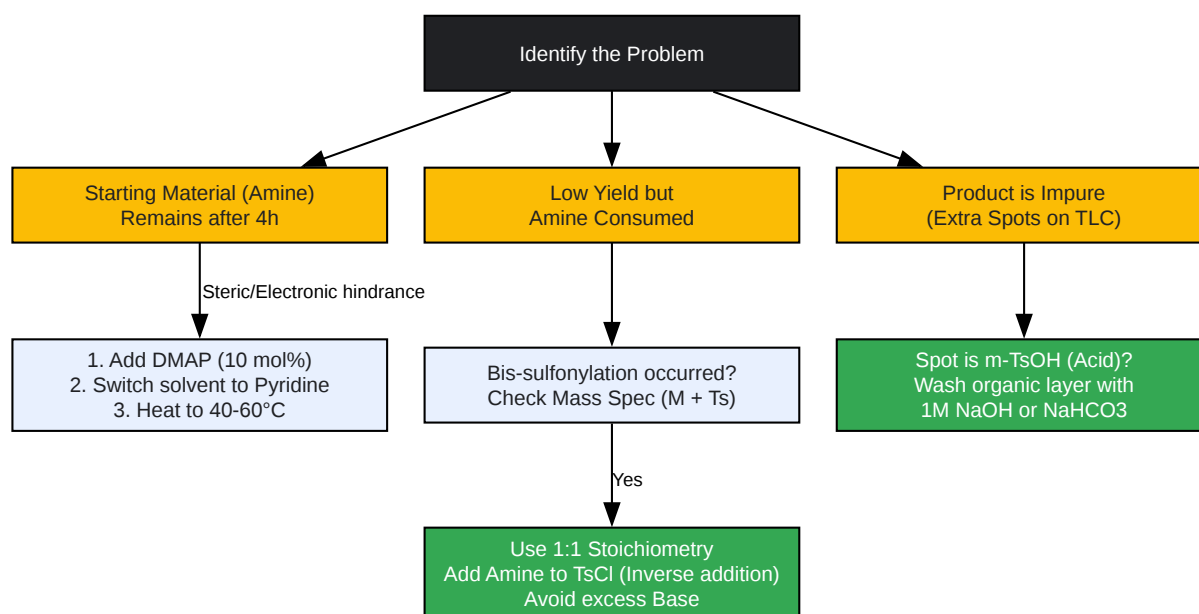 Identify the Problem
Starting Material (Amine)
Remains after 4h
Low Yield but
Amine Consumed
Product is Impure
(Extra Spots on TLC)
Steric/Electronic hindrance
1. Add DMAP (10 mol%)
2. Switch solvent to Pyridine
3. Heat to 40-60°C
Bis-sulfonylation occurred?
Check Mass Spec (M + Ts)
Spot is m-TsOH (Acid)?
Wash organic layer with
1M NaOH or NaHCO3
Yes
Use 1:1 Stoichiometry
Add Amine to TsCl (Inverse addition)
Avoid excess Base